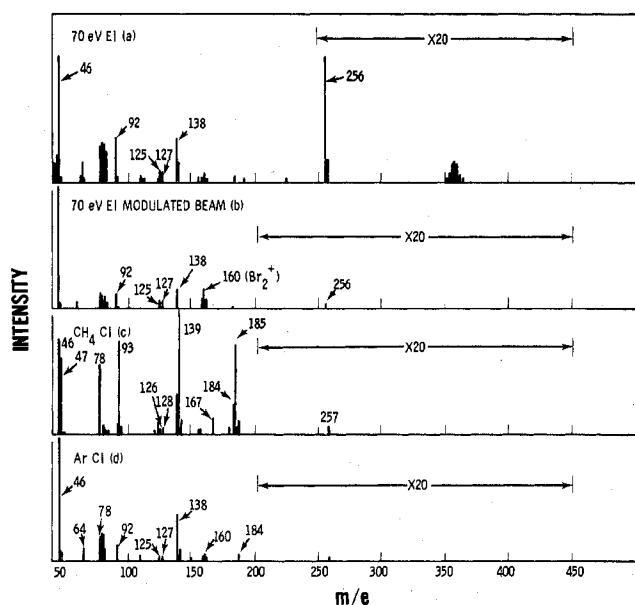 70 eV EI (a)
X20
46
256
92
138
125
127
70 eV EI MODULATED BEAM (b)
X20
92
138
160 (Br2+)
125
127
256
139
185
CH4 CI (c)
X20
46
47
78
93
126
128
167
184
257
Ar CI (d)
X20
46
138
64
78
92
125
127
160
184
50 100 150 200 250 300 350 400 450
m/e
INTENSITY